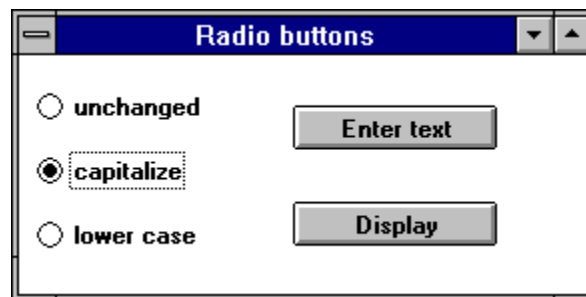 Radio buttons
unchanged
Enter text
capitalize
lower case
Display